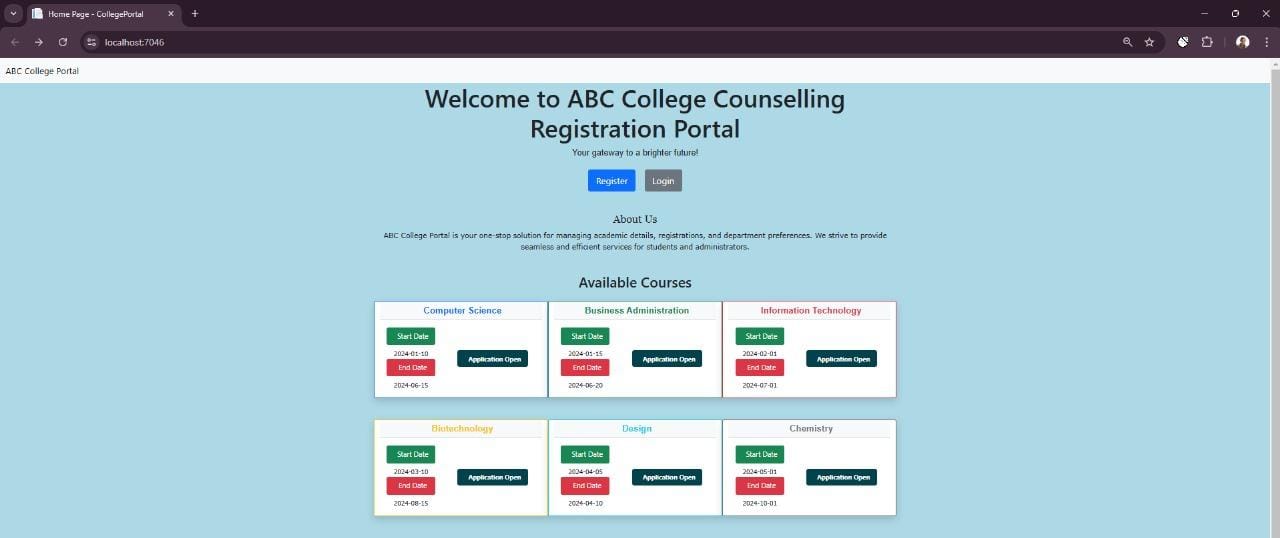 Home Page - CollegePortal
localhost:7046
ABC College Portal
Welcome to ABC College Counselling
Registration Portal
Your gateway to a brighter future!
Register Login
About Us
ABC College Portal is your one-stop solution for managing academic details, registrations, and department preferences. We strive to provide
seamless and efficient services for students and administrators.
Available Courses
Computer Science
Start Date
2024-01-10
End Date
2024-06-15
Application Open
Business Administration
Start Date
2024-01-15
End Date
2024-06-20
Application Open
Information Technology
Start Date
2024-02-01
End Date
2024-07-01
Application Open
Biotechnology
Start Date
2024-03-10
End Date
2024-08-15
Application Open
Design
Start Date
2024-04-05
End Date
2024-04-10
Application Open
Chemistry
Start Date
2024-05-01
End Date
2024-10-01
Application Open